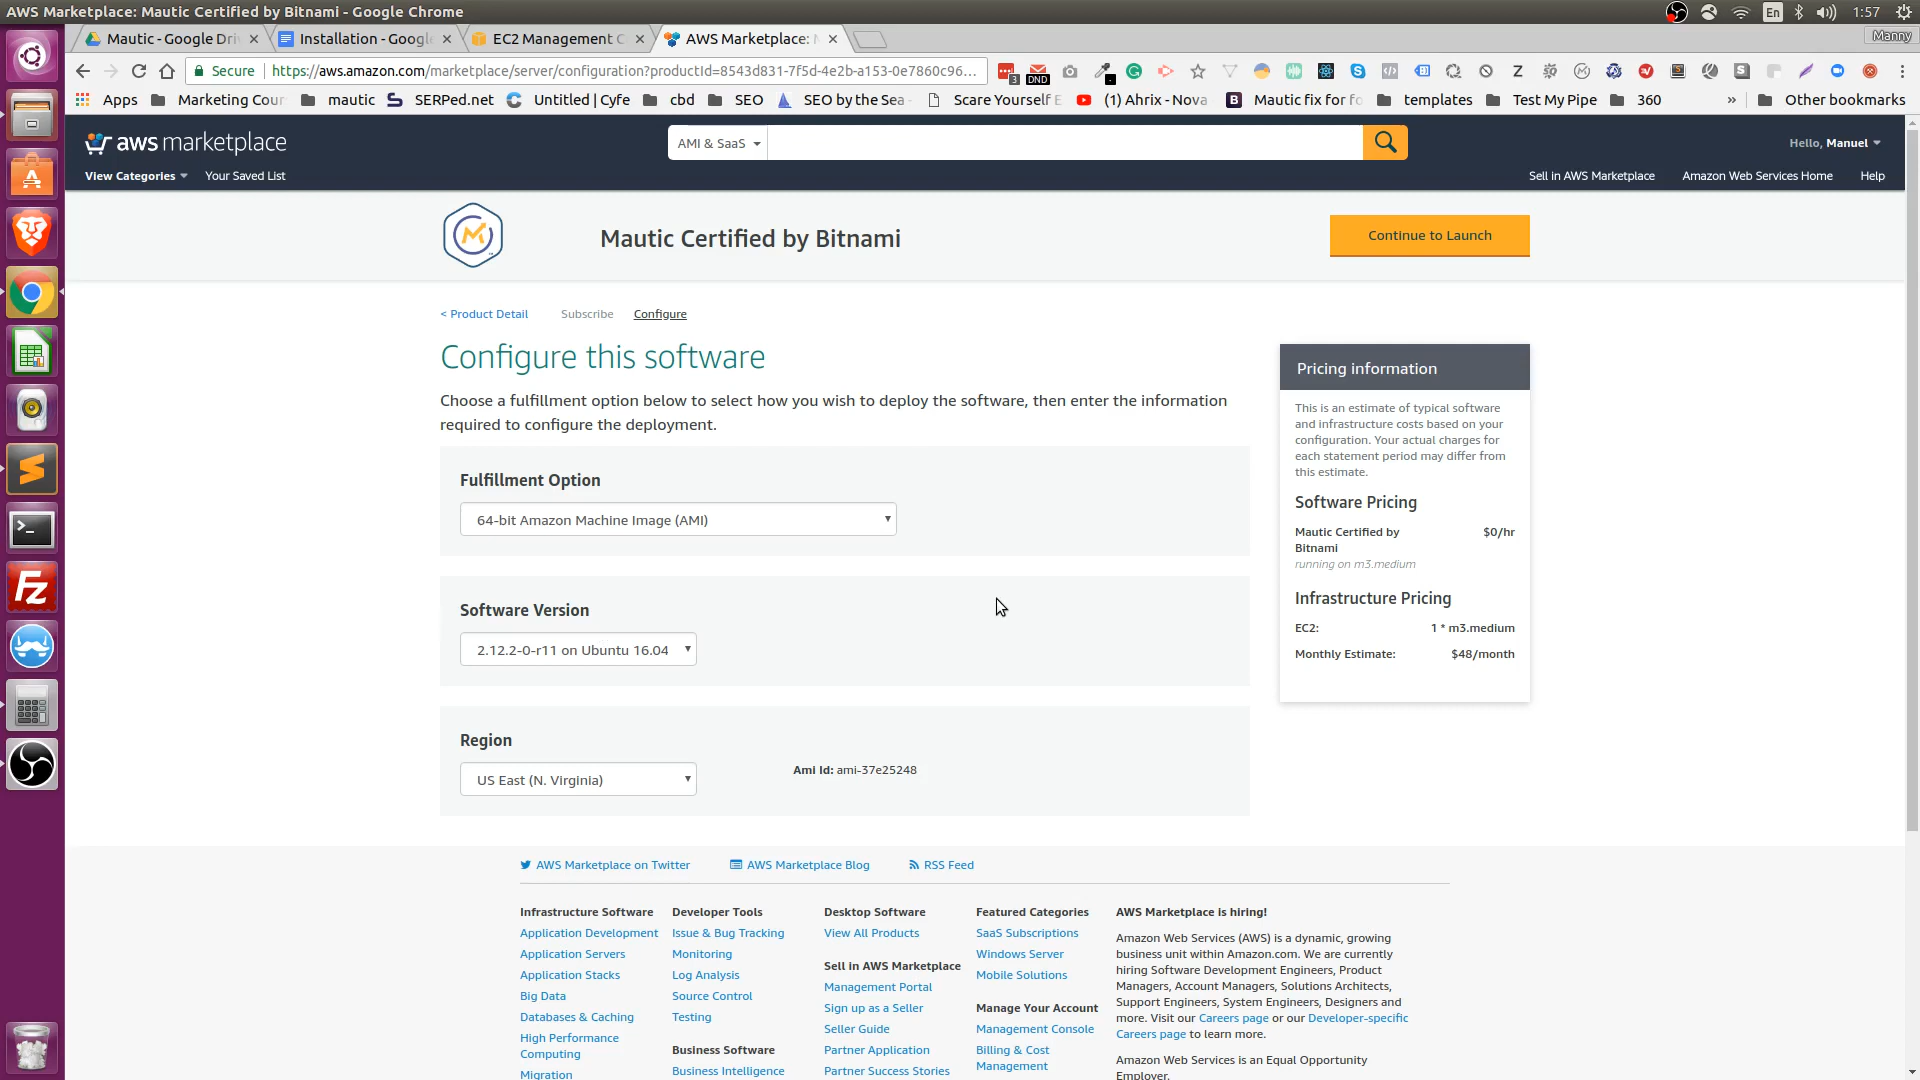 AWS Marketplace: Mautic Certified by Bitnami - Google Chrome
En
1:57
Mautic - Google Dri
Installation - Google
EC2 Management C
AWS Marketplace:
Manny
Secure
https://aws.amazon.com/marketplace/server/configuration?productId=8543d831-7f5d-4e2b-a153-0e7860c96...
3
DND
Apps
Marketing Cou
mautic
SERPed.net
Untitled | Cyfe
cbd
SEO
SEO by the Sea
Scare Yourself E
(1) Ahrix - Nova
Mautic fix for fo
templates
Test My Pipe
360
»
Other bookmarks
aws marketplace
AMI & SaaS
Hello, Manuel
View Categories
Your Saved List
Sell in AWS Marketplace
Amazon Web Services Home
Help
Mautic Certified by Bitnami
Continue to Launch
< Product Detail
Subscribe
Configure
Configure this software
Choose a fulfillment option below to select how you wish to deploy the software, then enter the information
required to configure the deployment.
Fulfillment Option
64-bit Amazon Machine Image (AMI)
Software Version
2.12.2-0-r11 on Ubuntu 16.04
Region
US East (N. Virginia)
Ami Id: ami-37e25248
Pricing information
This is an estimate of typical software
and infrastructure costs based on your
configuration. Your actual charges for
each statement period may differ from
this estimate.
Software Pricing
Mautic Certified by $0/hr
Bitnami
running on m3.medium
Infrastructure Pricing
EC2: 1 * m3.medium
Monthly Estimate: $48/month
AWS Marketplace on Twitter
AWS Marketplace Blog
RSS Feed
Infrastructure Software
Application Development
Application Servers
Application Stacks
Big Data
Databases & Caching
High Performance
Computing
Migration
Developer Tools
Issue & Bug Tracking
Monitoring
Log Analysis
Source Control
Testing
Business Software
Business Intelligence
Desktop Software
View All Products
Sell in AWS Marketplace
Management Portal
Sign up as a Seller
Seller Guide
Partner Application
Partner Success Stories
Featured Categories
SaaS Subscriptions
Windows Server
Mobile Solutions
Manage Your Account
Management Console
Billing & Cost
Management
AWS Marketplace is hiring!
Amazon Web Services (AWS) is a dynamic, growing
business unit within Amazon.com. We are currently
hiring Software Development Engineers, Product
Managers, Account Managers, Solutions Architects,
Support Engineers, System Engineers, Designers and
more. Visit our Careers page or our Developer-specific
Careers page to learn more.
Amazon Web Services is an Equal Opportunity
Employer.